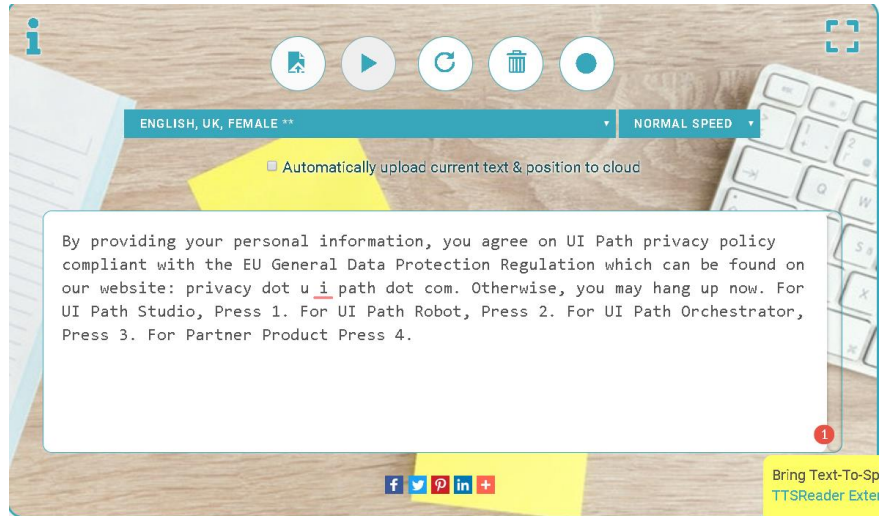 ENGLISH, UK, FEMALE **
NORMAL SPEED
Automatically upload current text & position to cloud
By providing your personal information, you agree on UI Path privacy policy
compliant with the EU General Data Protection Regulation which can be found on
our website: privacy dot u i path dot com. Otherwise, you may hang up now. For
UI Path Studio, Press 1. For UI Path Robot, Press 2. For UI Path Orchestrator,
Press 3. For Partner Product Press 4.
1
Bring Text-To-Sp
TTSReader Exte